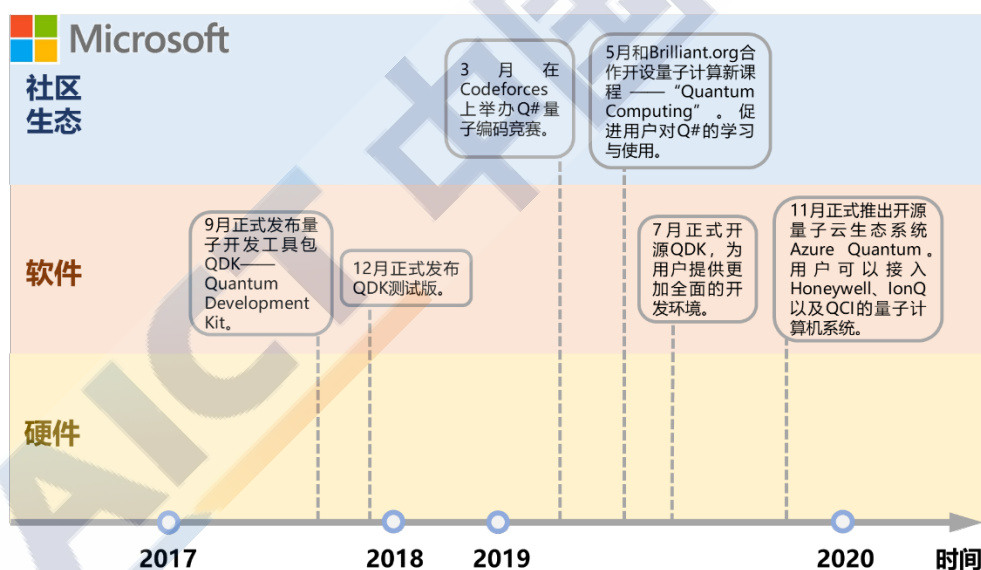 Microsoft
社区
生态
3月在
Codeforces
上举办Q#量
子编码竞赛。
5月和Brilliant.org合
作开设量子计算新课
程——“Quantum
Computing”。促
进用户对Q#的学习
与使用。
软件
9月正式发布量
子开发工具包
QDK——
Quantum
Development
Kit。
12月正式发布
QDK测试版。
7月正式开
源QDK，为
用户提供更
加全面的开
发环境。
11月正式推出开源
量子云生态系统
Azure Quantum。
用户可以接入
Honeywell、IonQ
以及QCI的量子计
算机系统。
硬件
2017
2018
2019
2020
时间
AICT